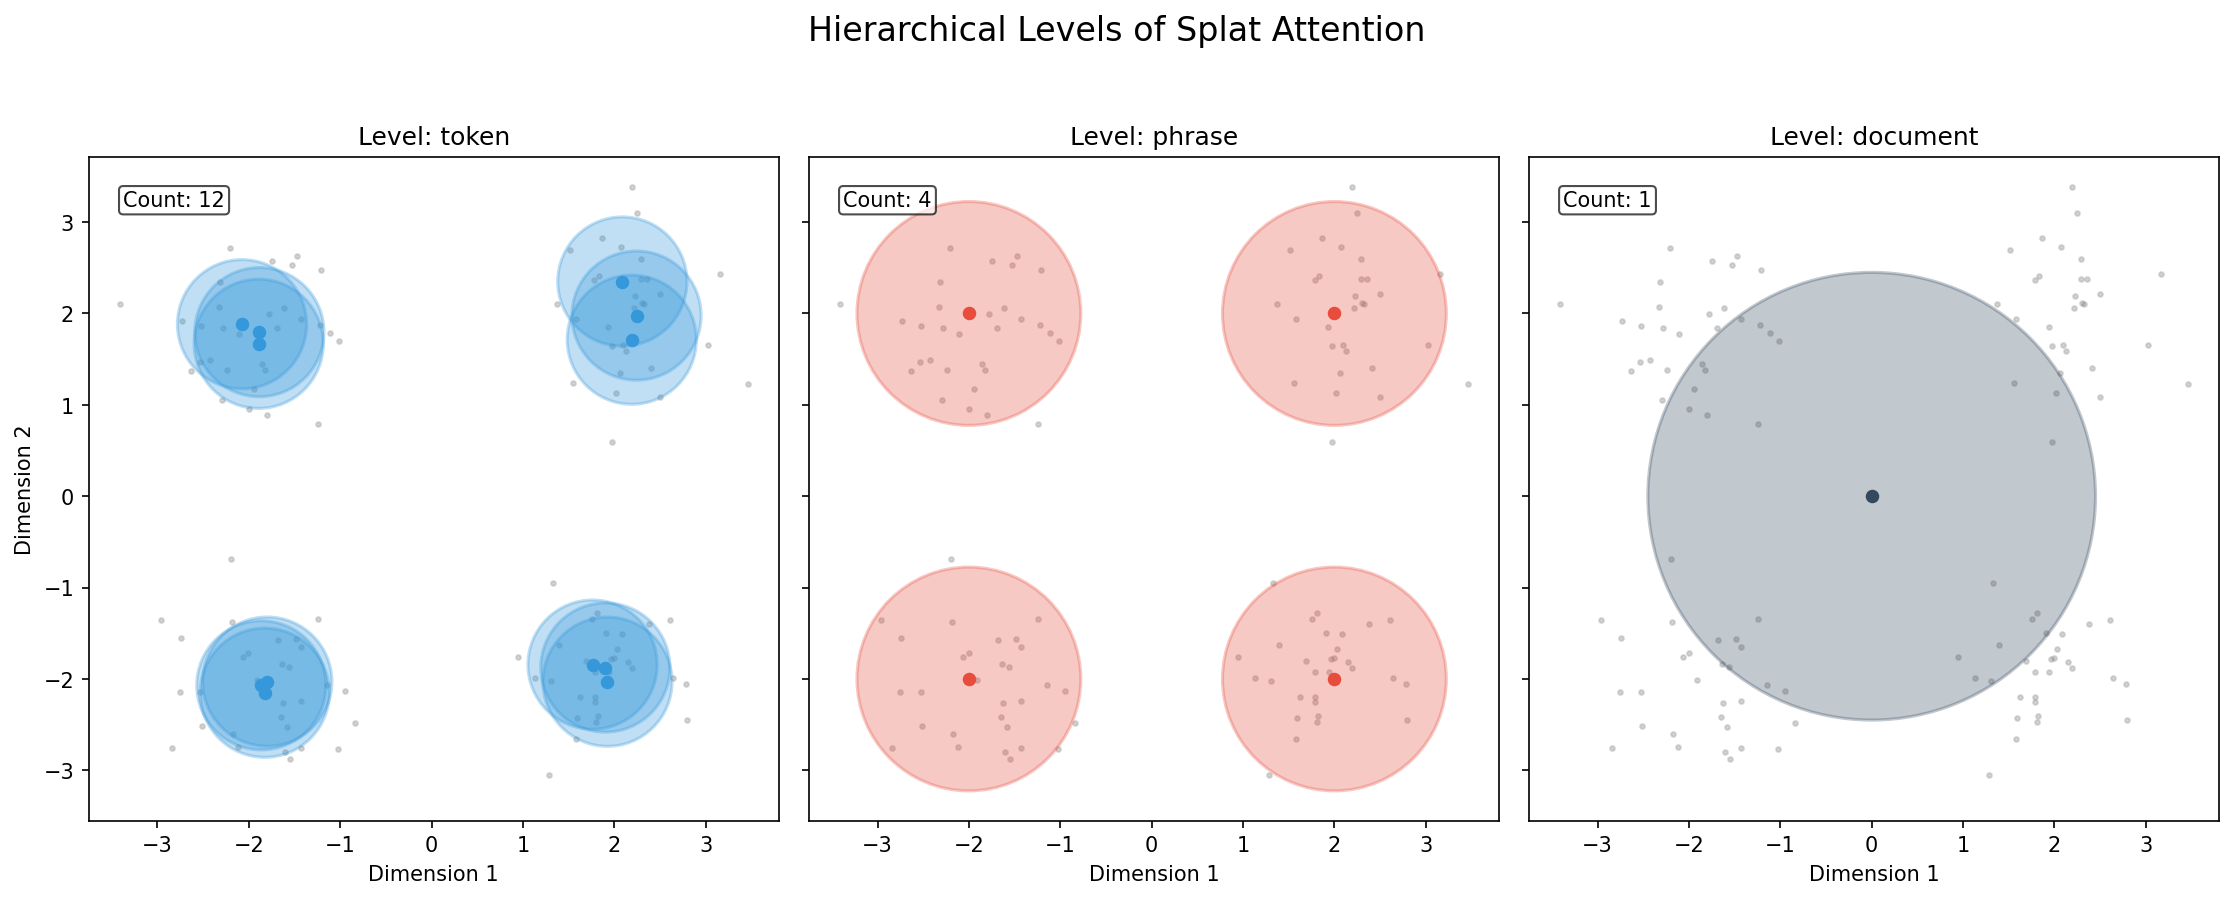 Hierarchical Levels of Splat Attention
Level: token
Level: phrase
Level: document
Count: 12
Count: 4
Count: 1
Dimension 2
3
2
1
0
−1
−2
−3
−3 −2 −1 0 1 2 3
−3 −2 −1 0 1 2 3
−3 −2 −1 0 1 2 3
Dimension 1
Dimension 1
Dimension 1